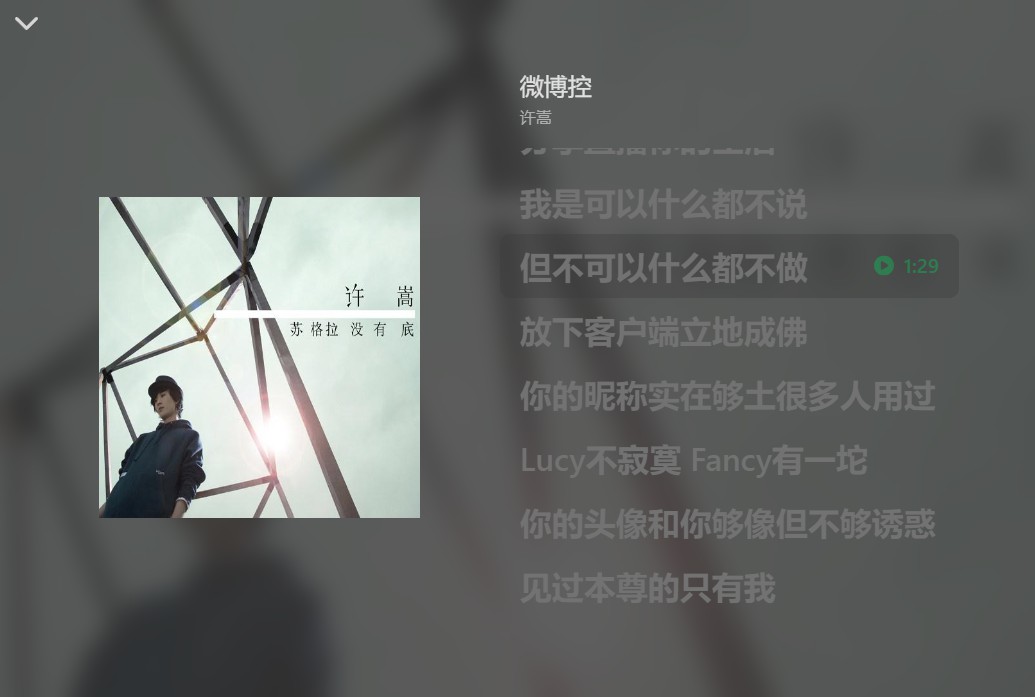 微博控
许嵩
我是可以什么都不说
但不可以什么都不做
1:29
放下客户端立地成佛
你的昵称实在够土很多人用过
Lucy不寂寞 Fancy有一坨
你的头像和你够像但不够诱惑
见过本尊的只有我
许 嵩
苏格拉没有底